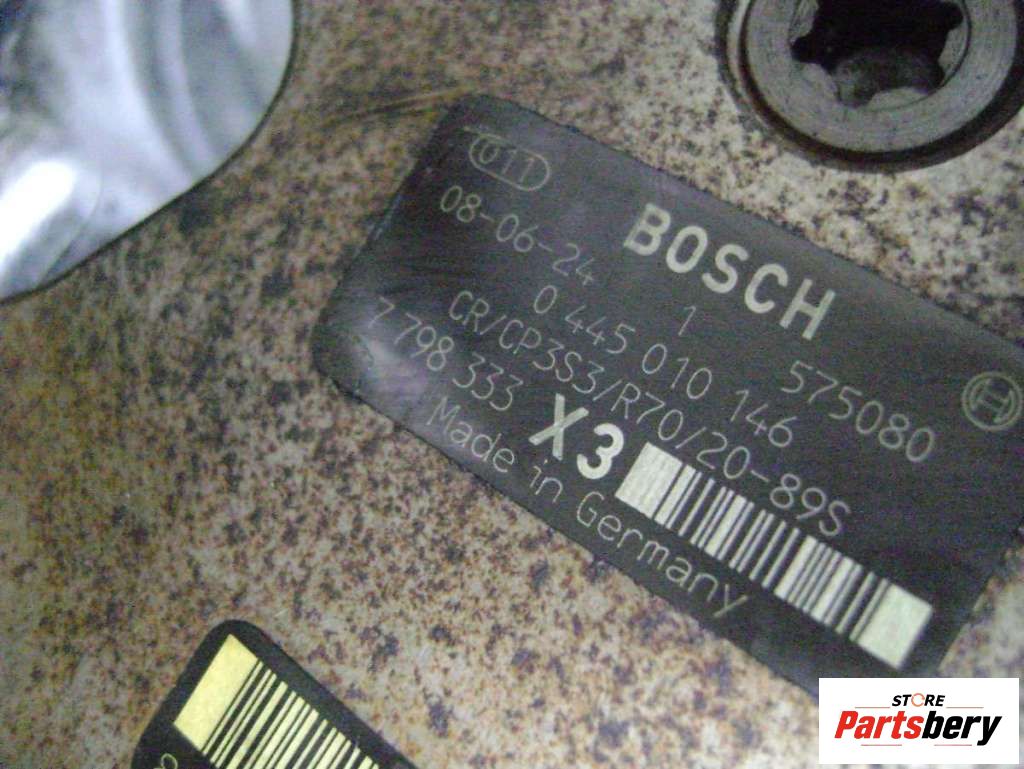 011
BOSCH
08-06-24 1 575080
0 445 010 146
CR/CP3S3/R70/20-89S
7 798 333 X3
Made in Germany
STORE
Partsbery